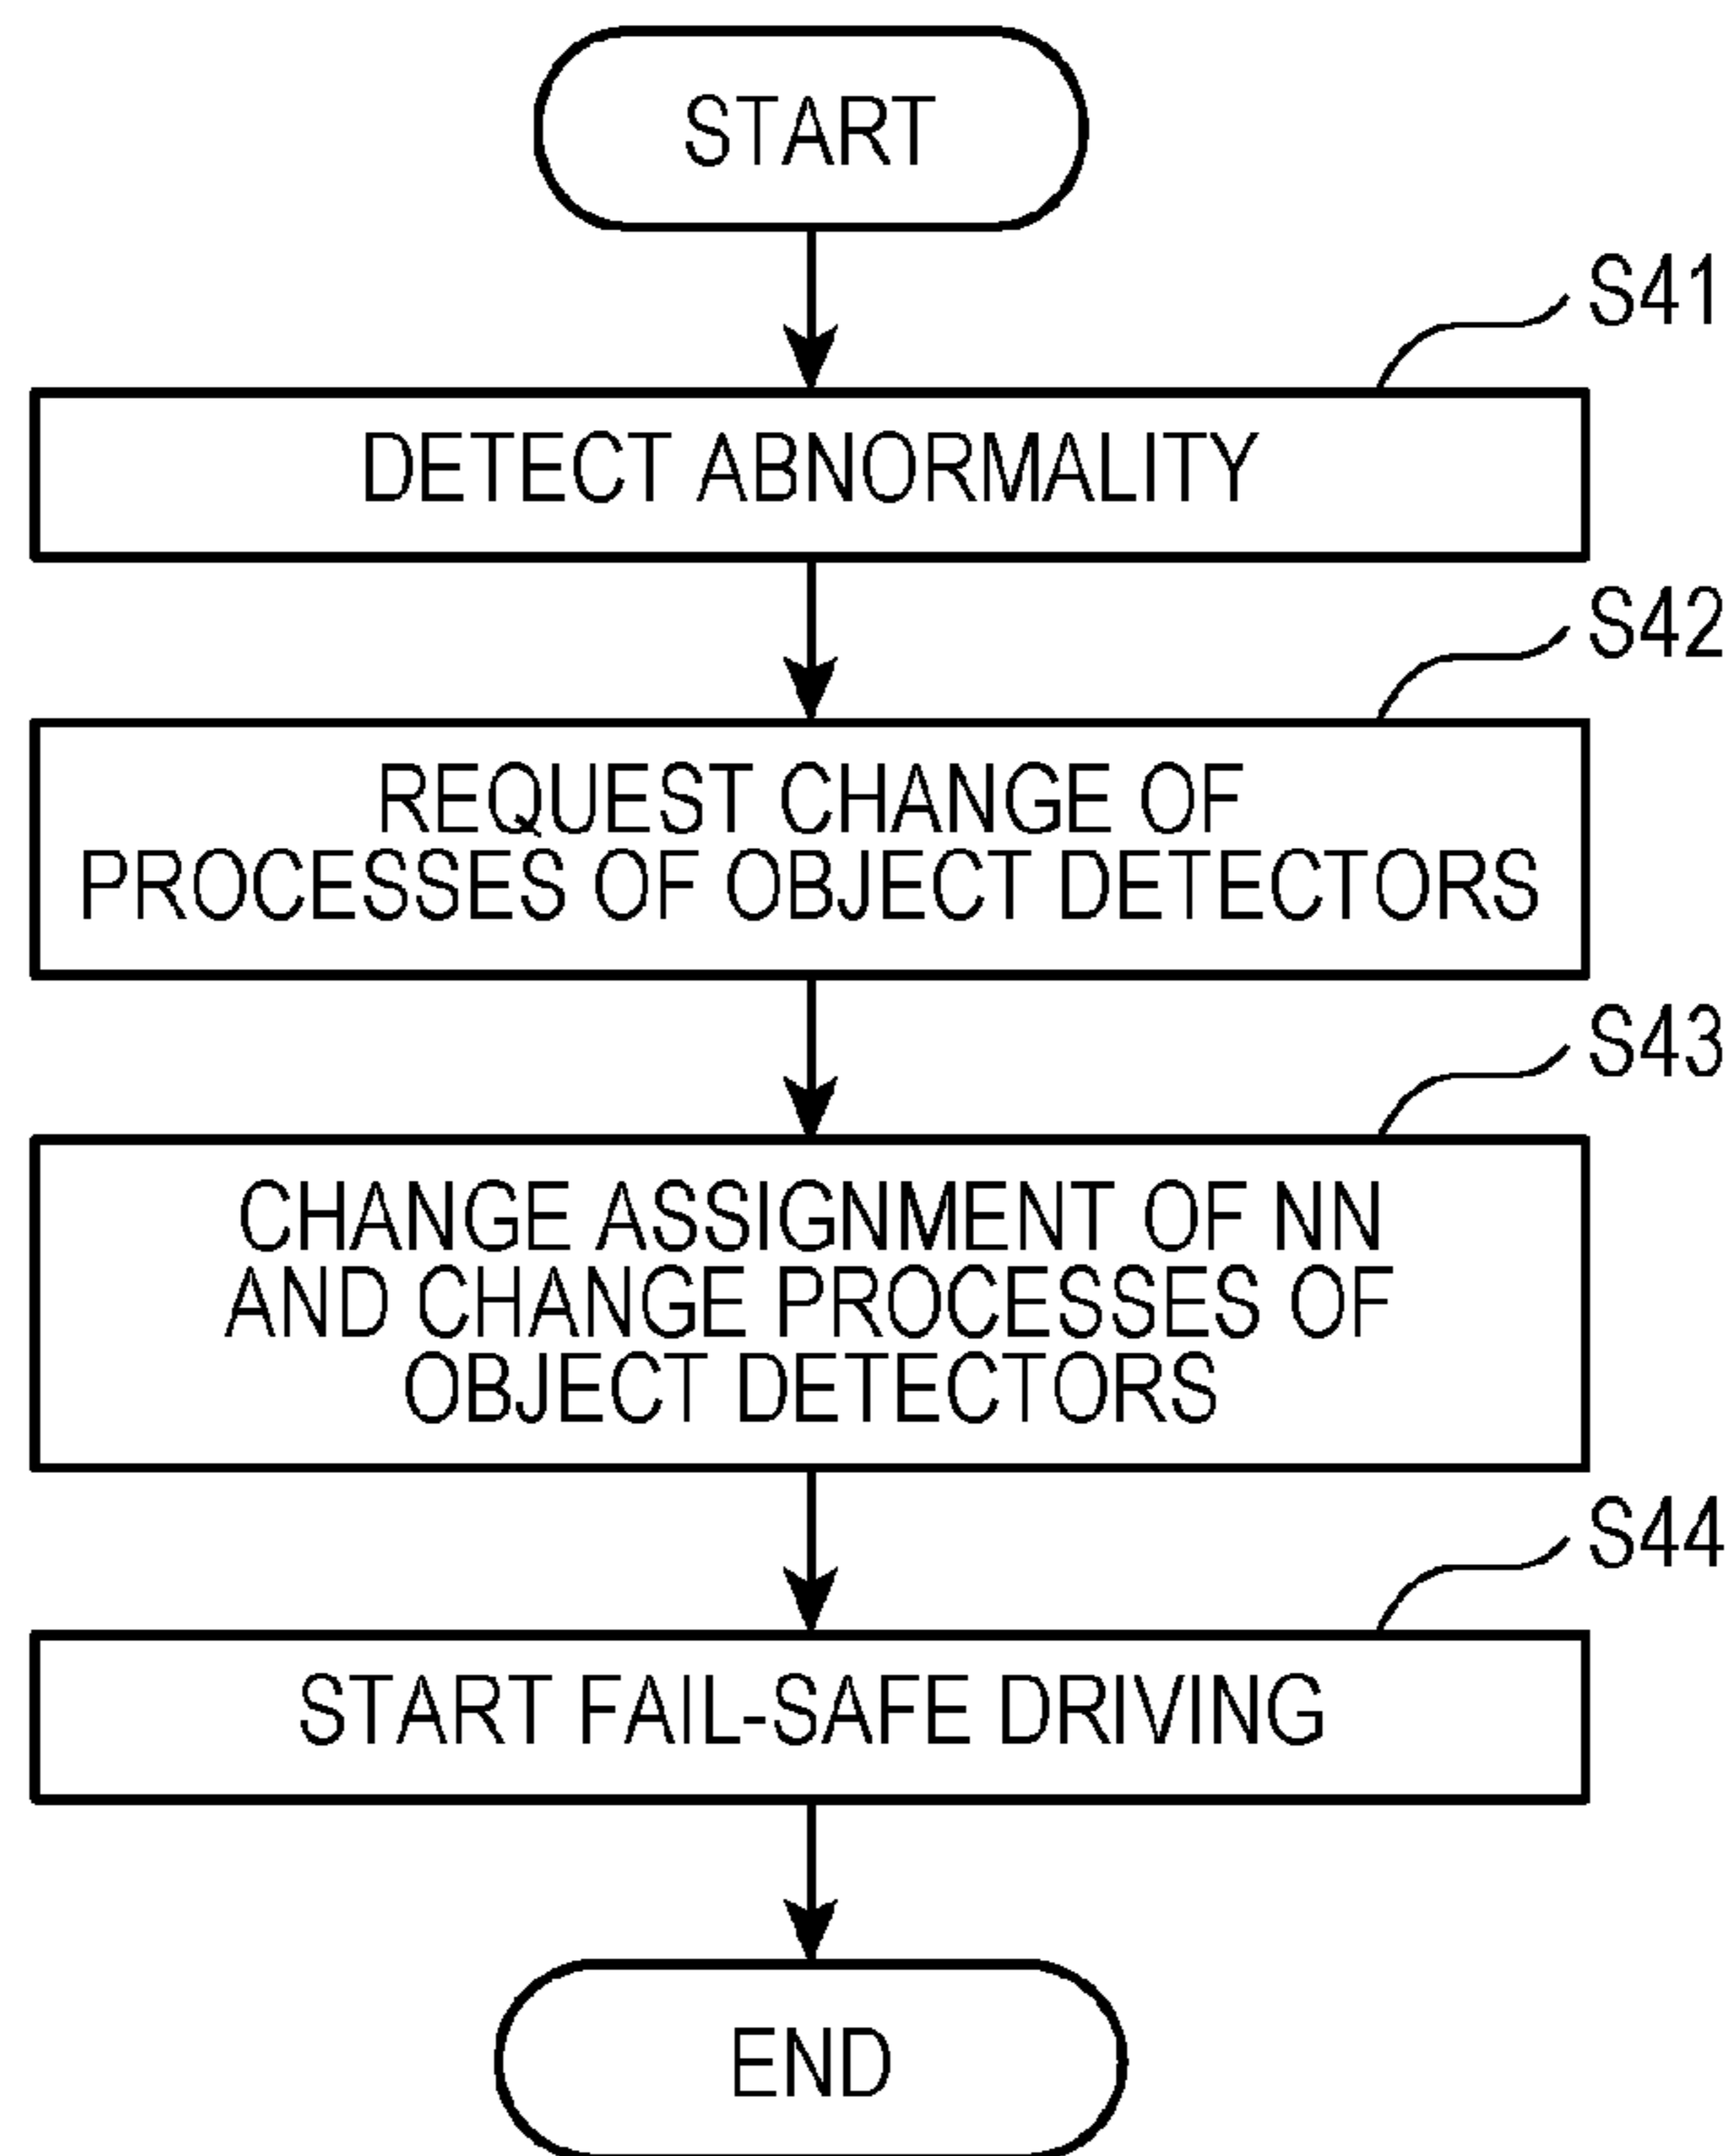 START
S41
DETECT ABNORMALITY
S42
REQUEST CHANGE OF
PROCESSES OF OBJECT DETECTORS
S43
CHANGE ASSIGNMENT OF NN
AND CHANGE PROCESSES OF
OBJECT DETECTORS
S44
START FAIL-SAFE DRIVING
END